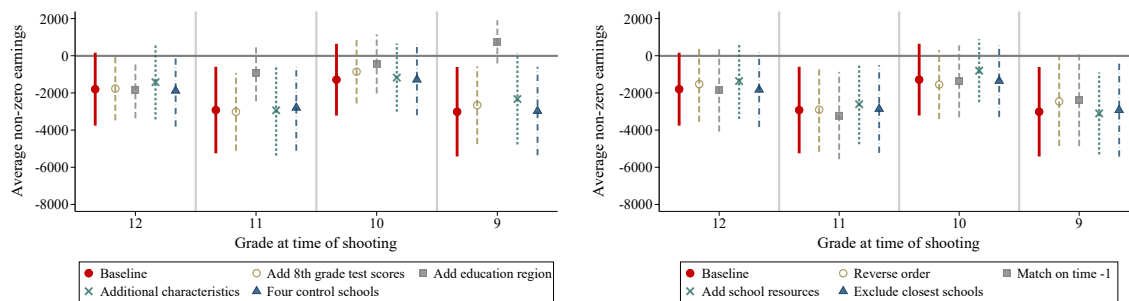 Average non-zero earnings
2000
0
-2000
-4000
-6000
-8000
12
11
10
9
Grade at time of shooting
Baseline
Add 8th grade test scores
Add education region
Additional characteristics
Four control schools
Average non-zero earnings
2000
0
-2000
-4000
-6000
-8000
12
11
10
9
Grade at time of shooting
Baseline
Reverse order
Match on time -1
Add school resources
Exclude closest schools